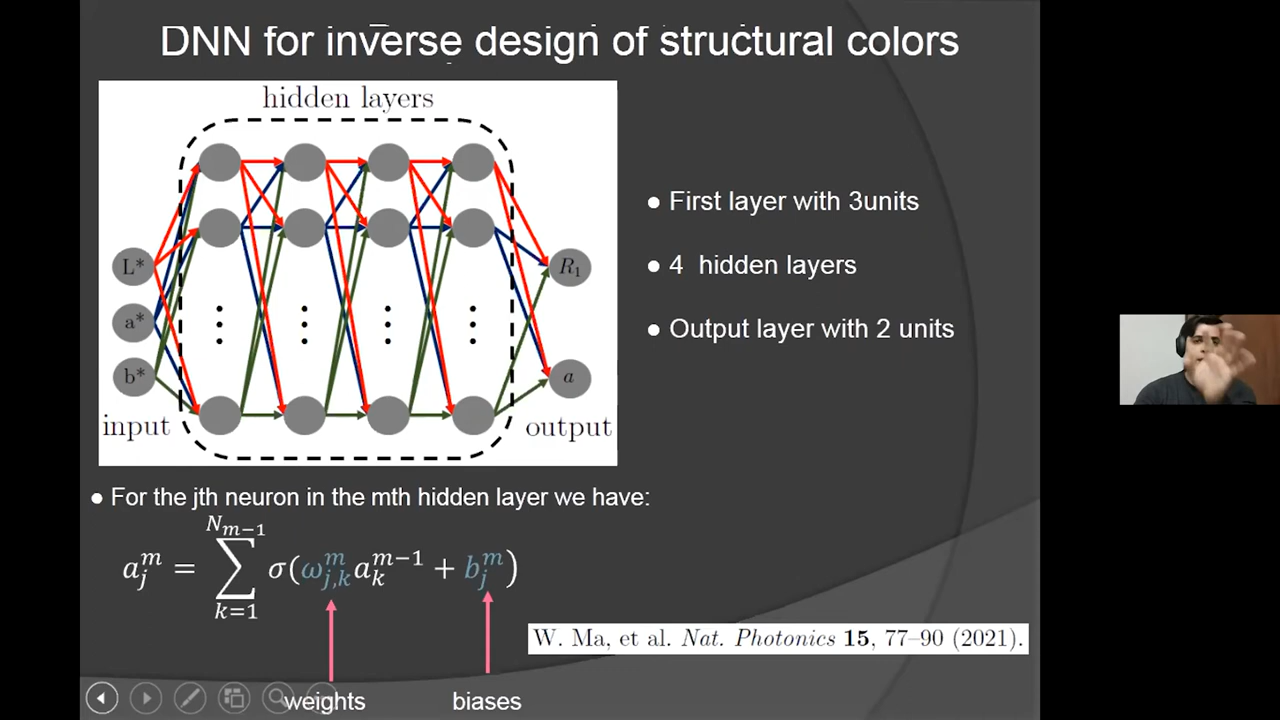 DNN for inverse design of structural colors
hidden layers
L*
a*
b*
R₁
a
input
output
● First layer with 3units
● 4 hidden layers
● Output layer with 2 units
● For the jth neuron in the mth hidden layer we have:
a_j^m = ∑_{k=1}^{N_{m-1}} σ(ω_{j,k}^m a_k^{m-1} + b_j^m)
W. Ma, et al. Nat. Photonics 15, 77–90 (2021).
weights
biases